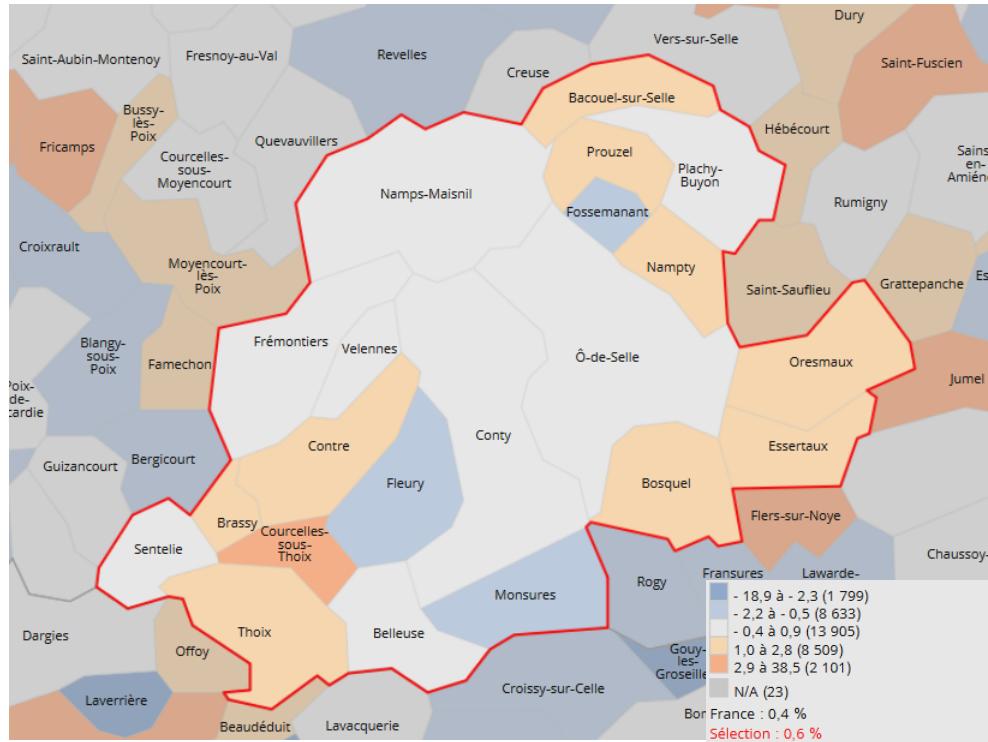 Dury
Vers-sur-Selle
Saint-Aubin-Montenoy
Fresnoy-au-Val
Revelles
Creuse
Saint-Fuscien
Bacouel-sur-Selle
Bussy-
lès-
Poix
Hébécourt
Fricamps
Quevauvillers
Prouzel
Sains
en-
Amiéno
Courcelles-
sous-
Moyencourt
Plachy-
Buyon
Namps-Maisnil
Rumigny
Fossemanant
Croixrault
Moyencourt-
lès-
Poix
Nampty
Saint-Sauflieu
Grattepanche
Es
Blangy-
sous-
Poix
Frémontiers
Velennes
Ô-de-Selle
Famechon
Oresmaux
Jumel
Poix-
de-
cardie
Contre
Conty
Essertaux
Guizancourt
Bergicourt
Fleury
Bosquel
Brassy
Flers-sur-Noye
Courcelles-
sous-
Thoix
Sentelie
Chaussoy-
Rogy
Fransures
Lawarde-
Monsures
Dargies
Thoix
Belleuse
Offoy
Gouy-
les-
Groseille
Laverrière
Croissy-sur-Celle
Bon
Beaudéduit
Lavacquerie
- 18,9 à - 2,3 (1 799)
- 2,2 à - 0,5 (8 633)
- 0,4 à 0,9 (13 905)
1,0 à 2,8 (8 509)
2,9 à 38,5 (2 101)
N/A (23)
France : 0,4 %
Sélection : 0,6 %